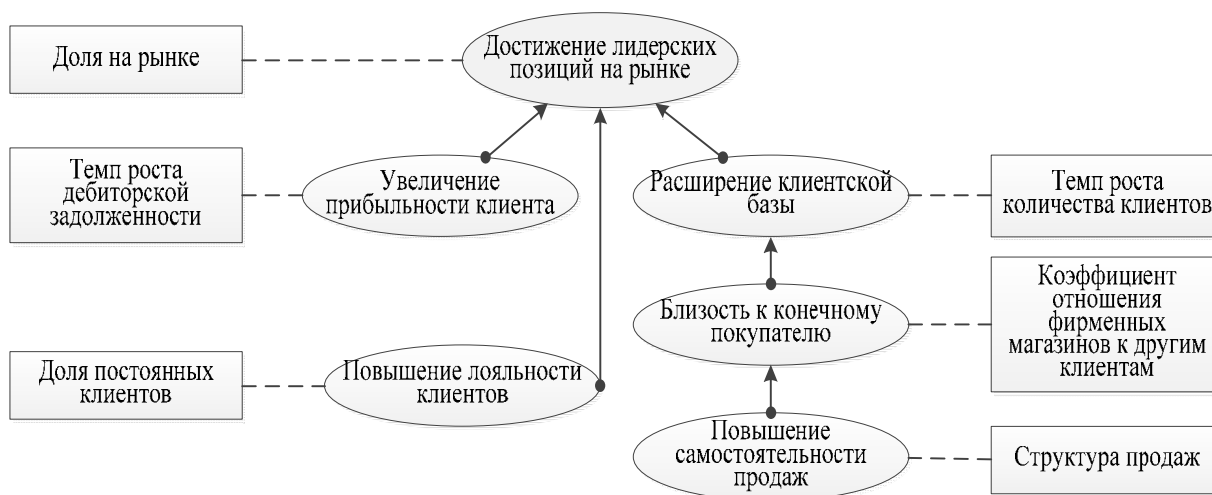 Доля на рынке
Достижение лидерских
позиций на рынке
Темп роста
дебиторской
задолженности
Увеличение
прибыльности клиента
Расширение клиентской
базы
Темп роста
количества клиентов
Близость к конечному
покупателю
Коэффициент
отношения
фирменных
магазинов к другим
клиентам
Доля постоянных
клиентов
Повышение лояльности
клиентов
Повышение
самостоятельности
продаж
Структура продаж